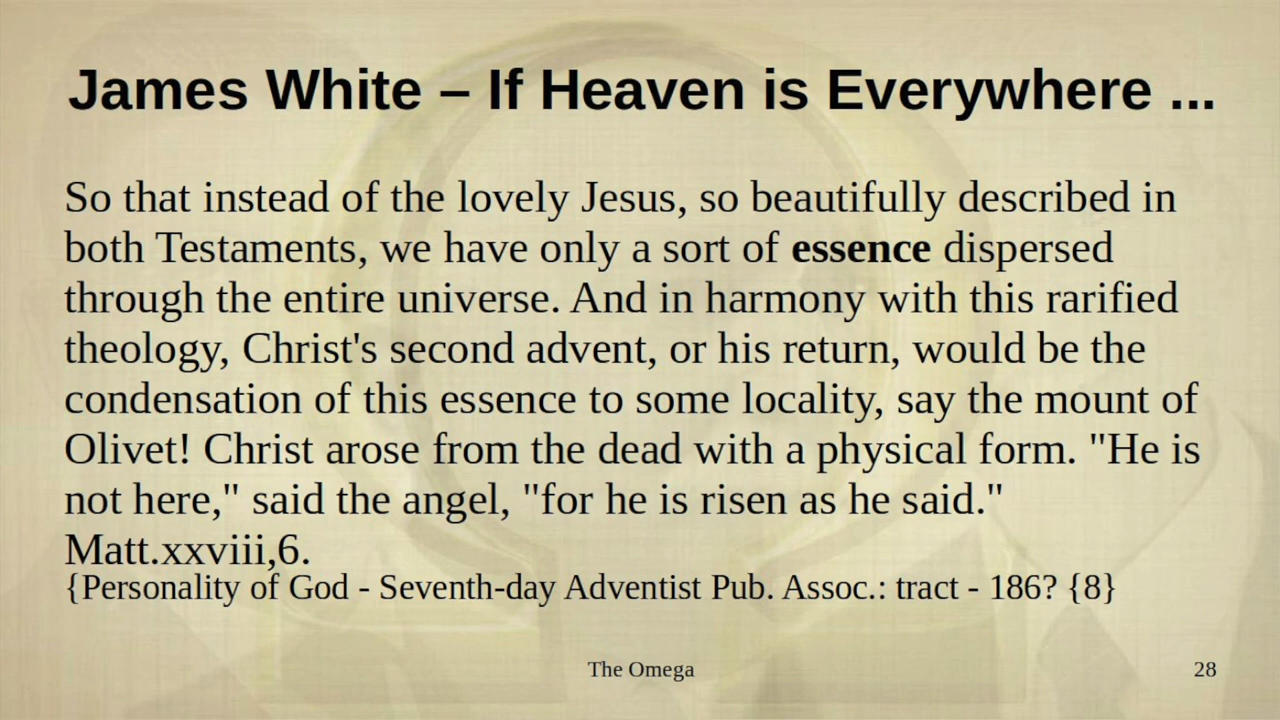 James White – If Heaven is Everywhere ...
So that instead of the lovely Jesus, so beautifully described in
both Testaments, we have only a sort of essence dispersed
through the entire universe. And in harmony with this rarified
theology, Christ's second advent, or his return, would be the
condensation of this essence to some locality, say the mount of
Olivet! Christ arose from the dead with a physical form. "He is
not here," said the angel, "for he is risen as he said."
Matt.xxviii,6.
{Personality of God - Seventh-day Adventist Pub. Assoc.: tract - 186? {8}
The Omega
28